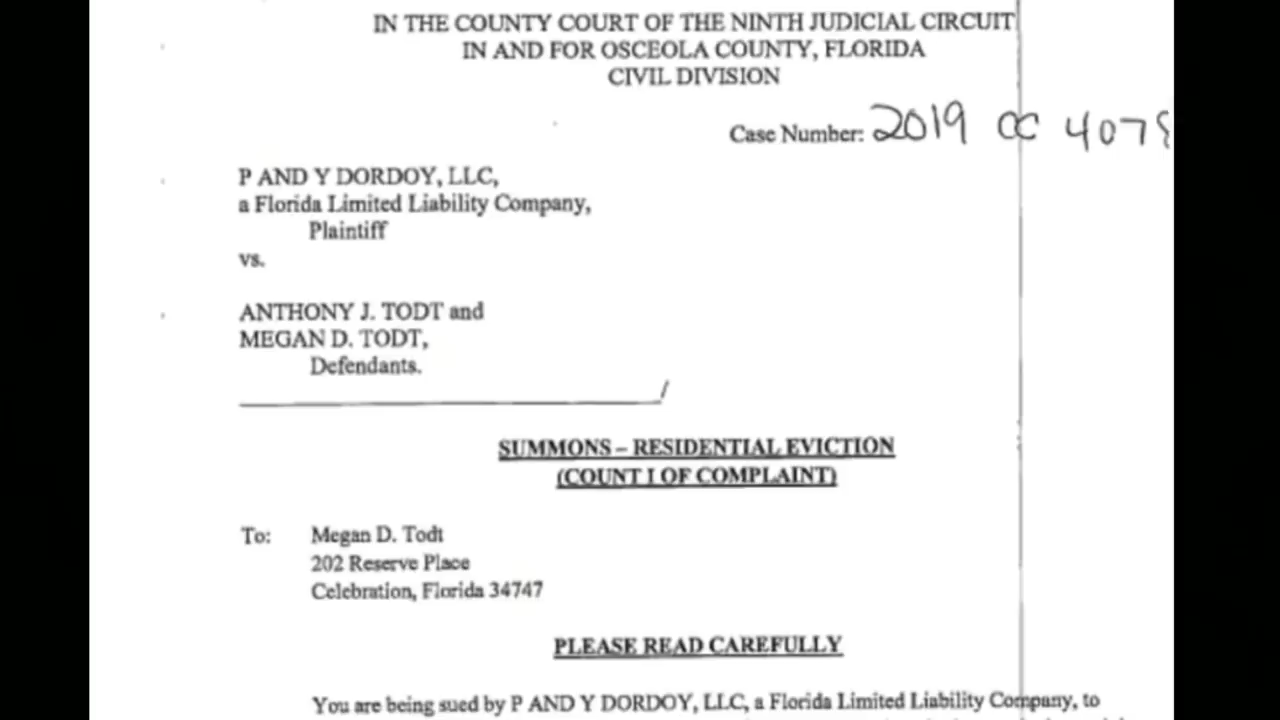 IN THE COUNTY COURT OF THE NINTH JUDICIAL CIRCUIT
IN AND FOR OSCEOLA COUNTY, FLORIDA
CIVIL DIVISION
Case Number: 2019 CC 407
P AND Y DORDOY, LLC,
a Florida Limited Liability Company,
Plaintiff
vs.
ANTHONY J. TODT and
MEGAN D. TODT,
Defendants.
/
SUMMONS – RESIDENTIAL EVICTION
(COUNT I OF COMPLAINT)
To: Megan D. Todt
202 Reserve Place
Celebration, Florida 34747
PLEASE READ CAREFULLY
You are being sued by P AND Y DORDOY, LLC, a Florida Limited Liability Company, to